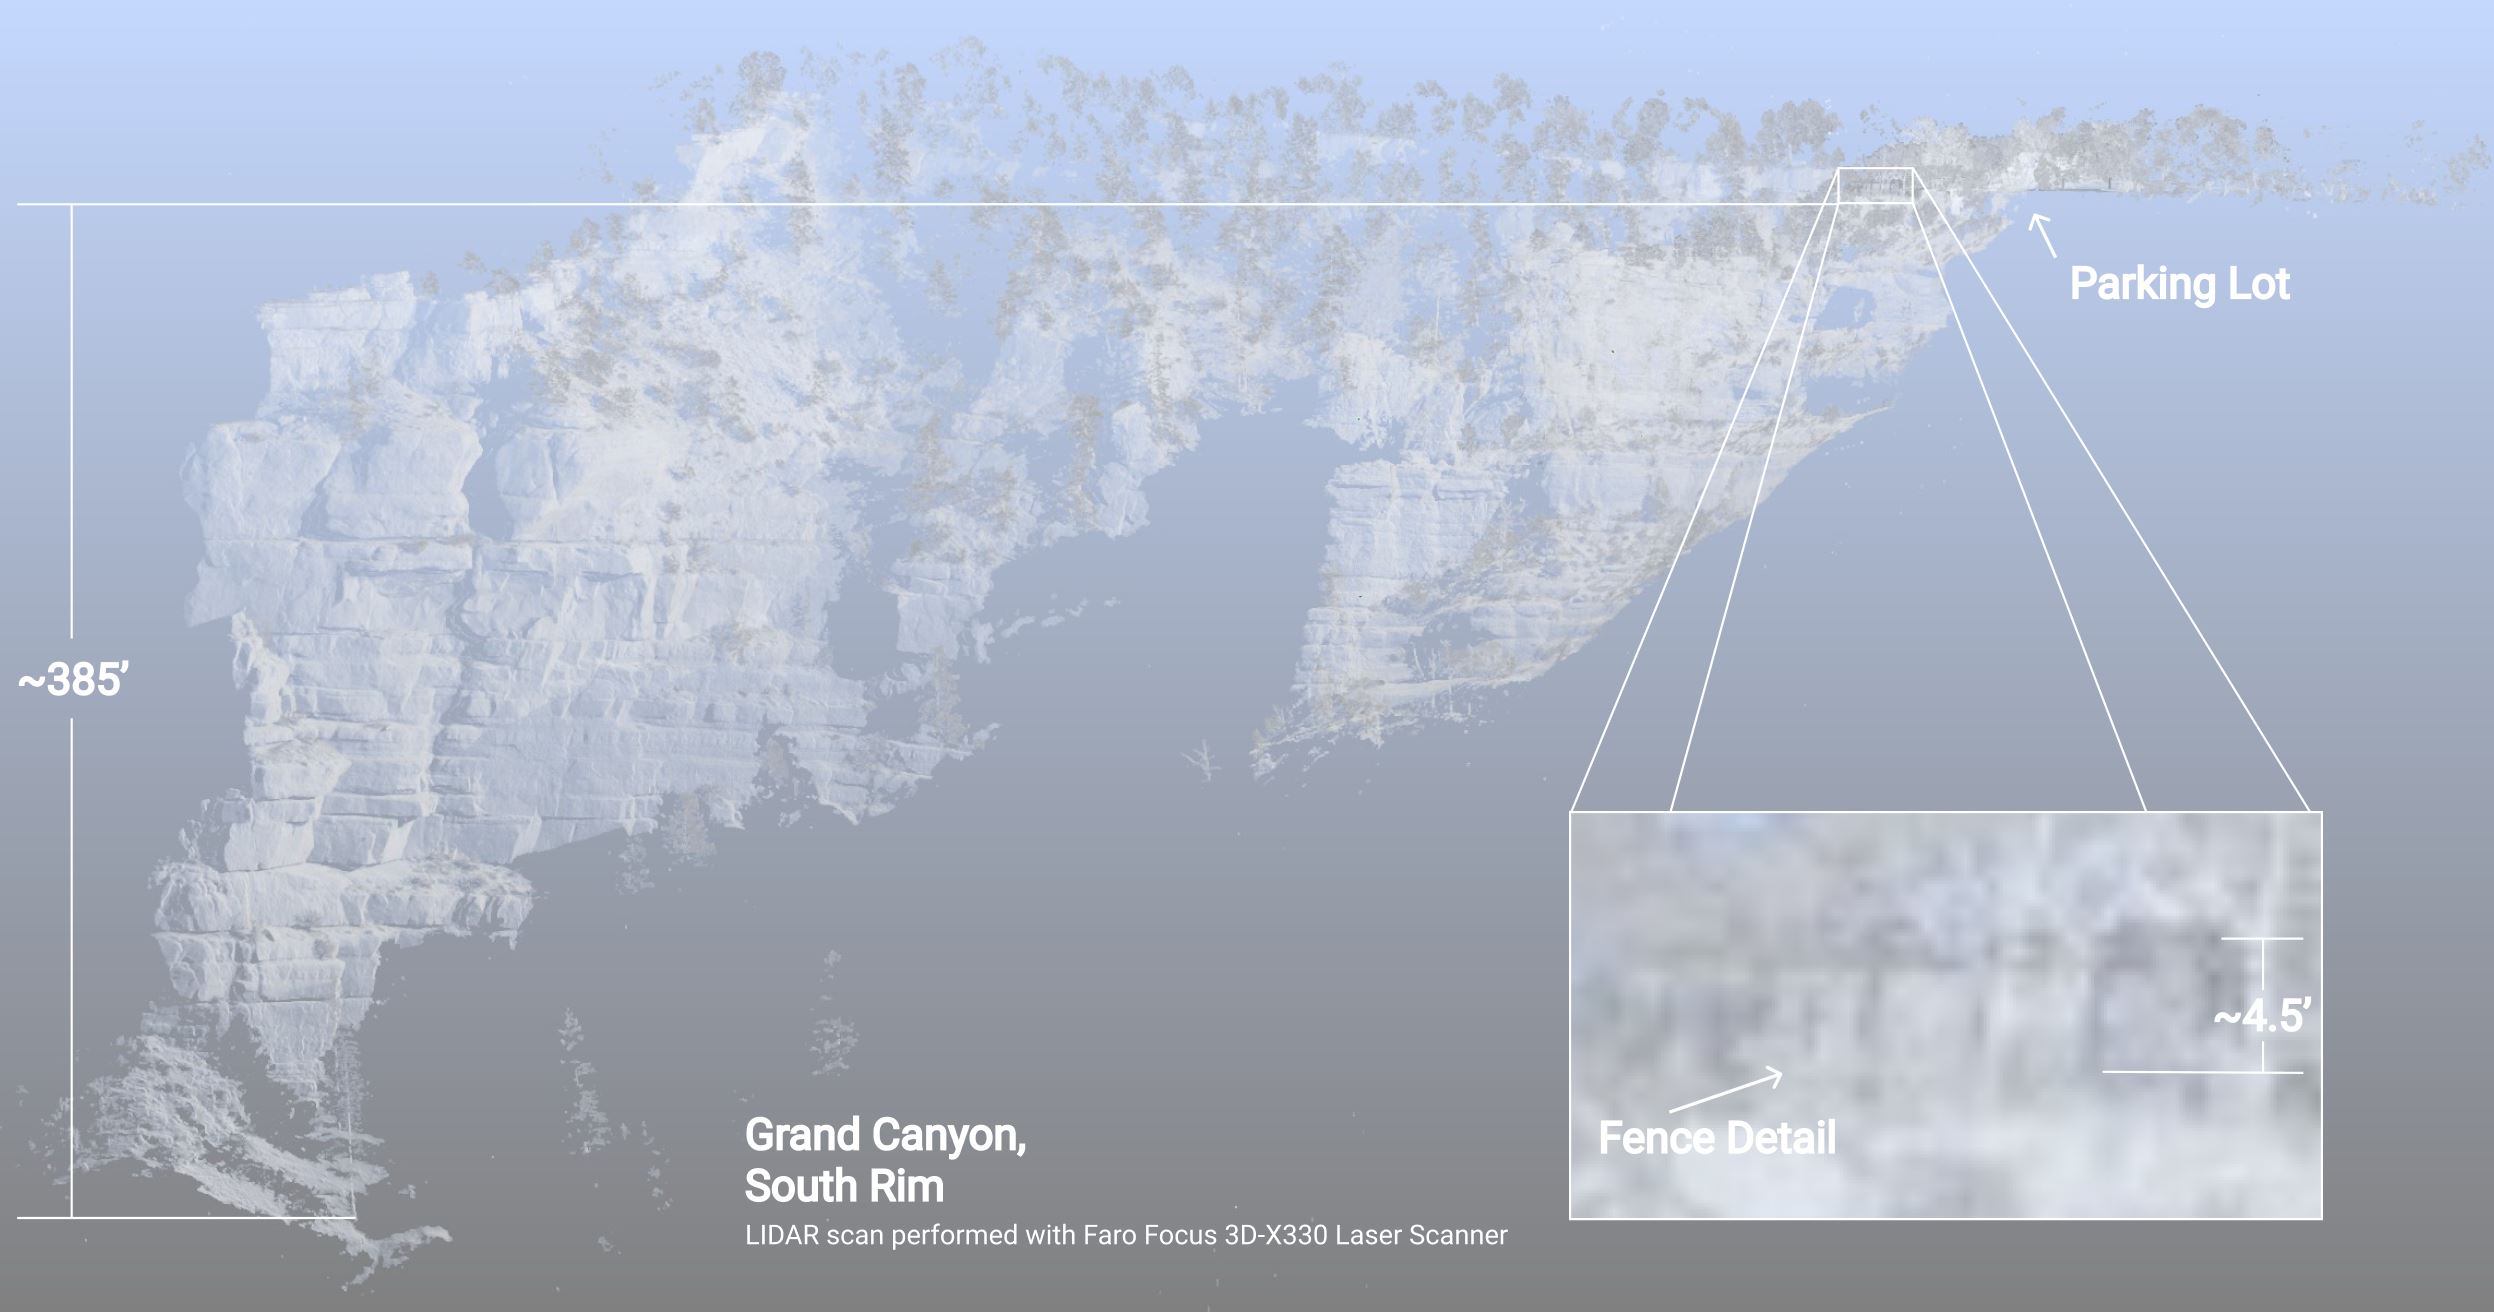 Parking Lot
~385’
~4.5’
Fence Detail
Grand Canyon,
South Rim
LIDAR scan performed with Faro Focus 3D-X330 Laser Scanner